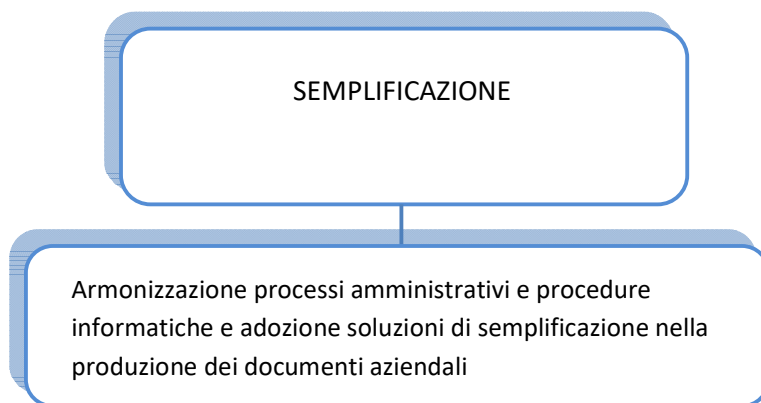 SEMPLIFICAZIONE
Armonizzazione processi amministrativi e procedure
informatiche e adozione soluzioni di semplificazione nella
produzione dei documenti aziendali